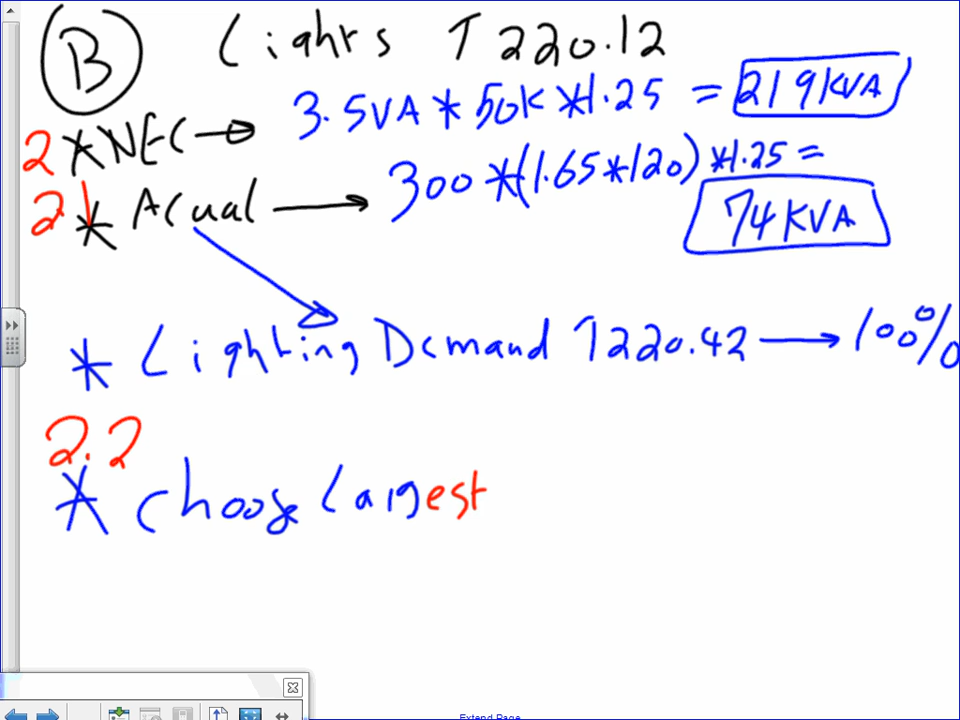 B Lights T220.12
2 *NEC → 3.5VA * 50K *1.25 = 219KVA
2.1 * Acual → 300 *(1.65*120) *1.25 =
74KVA
* Lighting Demand T220.42 → 100%
2.2
* choose Largest
Extend Page